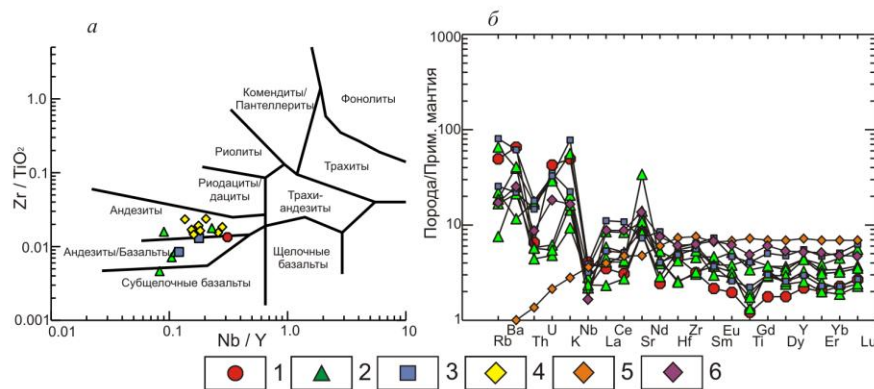 а
Zr / TiO2
1.0
0.1
0.010
0.001
Комендиты/
Пантеллериты
Фонолиты
Риолиты
Трахиты
Риодациты/
дациты
Трахи-
андезиты
Андезиты
Андезиты/Базальты
Щелочные
базальты
Субщелочные базальты
0.01
0.1
1.0
10
Nb / Y
б
Порода/Прим. мантия
1000
100
10
1
Rb
Ba
Th
U
K
Nb
La
Ce
Sr
Nd
Hf
Zr
Sm
Eu
Ti
Gd
Dy
Y
Er
Yb
Lu
1
2
3
4
5
6